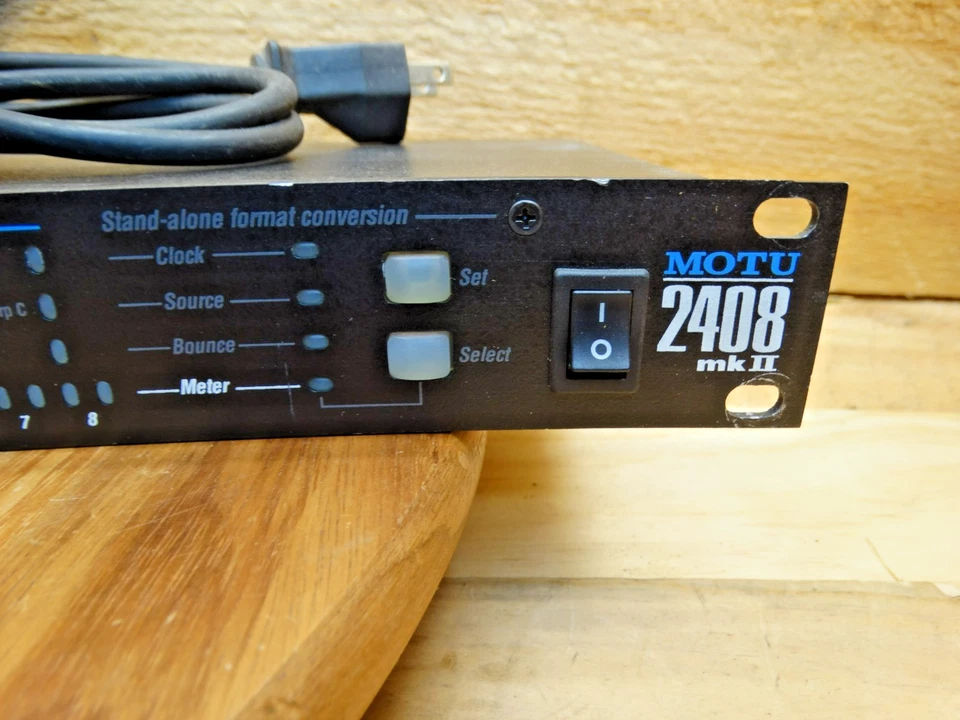 Stand-alone format conversion
Clock
Set
Source
Bounce
Select
Meter
7 8
I
O
MOTU
2408
mk II